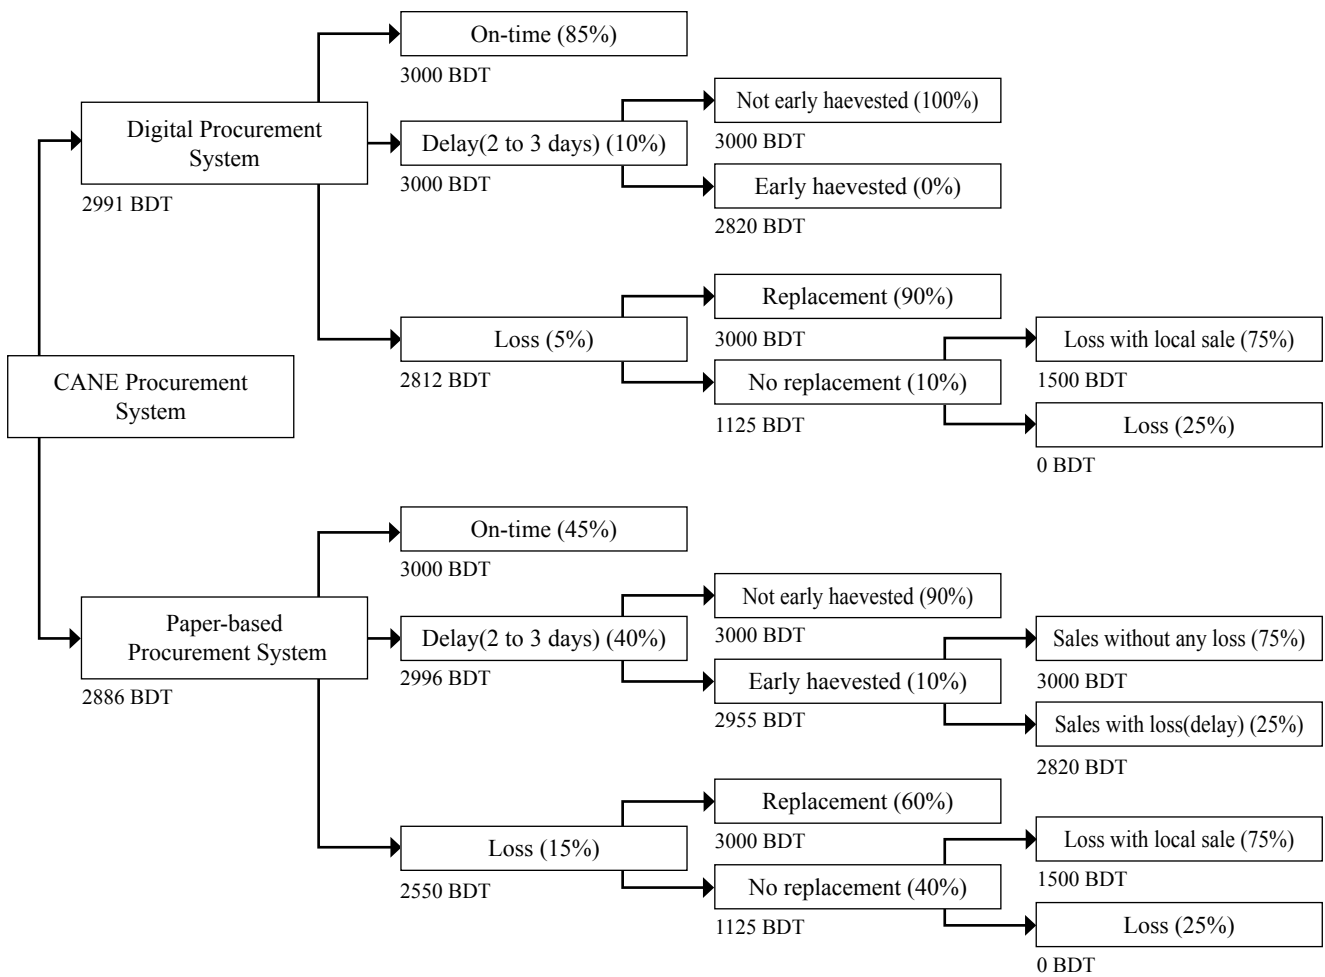 On-time (85%)
3000 BDT
Digital Procurement
System
2991 BDT
Delay(2 to 3 days) (10%)
3000 BDT
Not early haevested (100%)
3000 BDT
Early haevested (0%)
2820 BDT
Loss (5%)
2812 BDT
Replacement (90%)
3000 BDT
No replacement (10%)
1125 BDT
Loss with local sale (75%)
1500 BDT
Loss (25%)
0 BDT
CANE Procurement
System
On-time (45%)
3000 BDT
Paper-based
Procurement System
2886 BDT
Delay(2 to 3 days) (40%)
2996 BDT
Not early haevested (90%)
3000 BDT
Early haevested (10%)
2955 BDT
Sales without any loss (75%)
3000 BDT
Sales with loss(delay) (25%)
2820 BDT
Loss (15%)
2550 BDT
Replacement (60%)
3000 BDT
No replacement (40%)
1125 BDT
Loss with local sale (75%)
1500 BDT
Loss (25%)
0 BDT